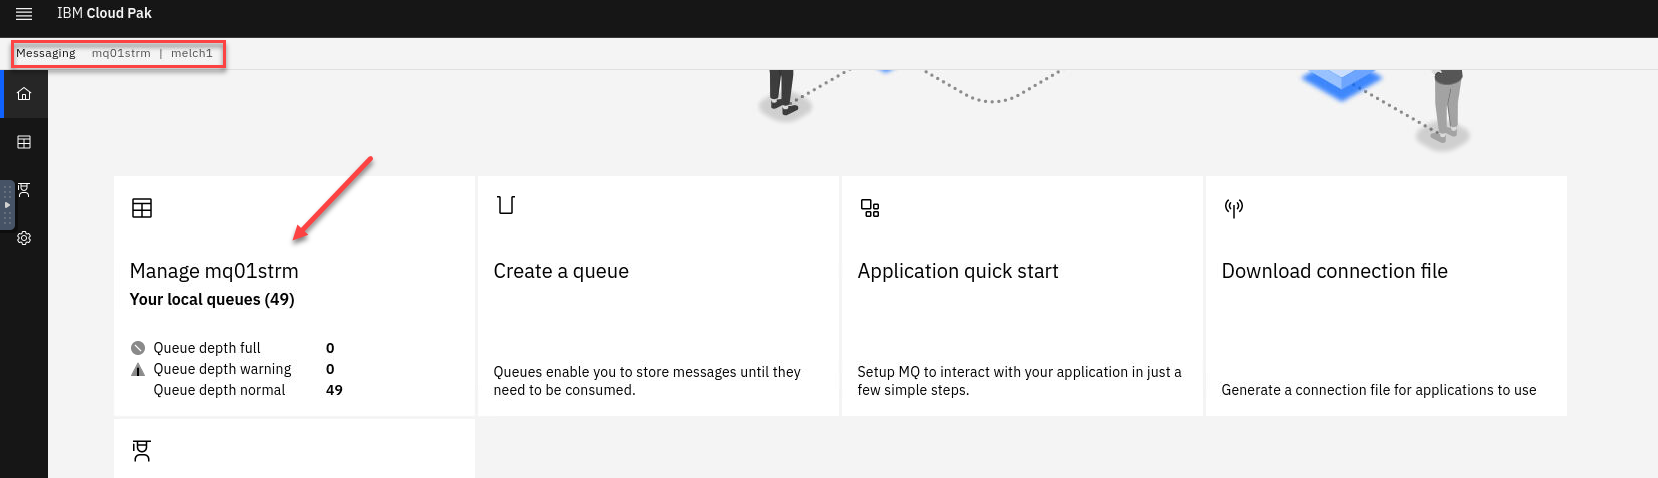 IBM Cloud Pak
Messaging mq01strm | melch1
Manage mq01strm
Your local queues (49)
Queue depth full 0
Queue depth warning 0
Queue depth normal 49
Create a queue
Queues enable you to store messages until they
need to be consumed.
Application quick start
Setup MQ to interact with your application in just a
few simple steps.
Download connection file
Generate a connection file for applications to use